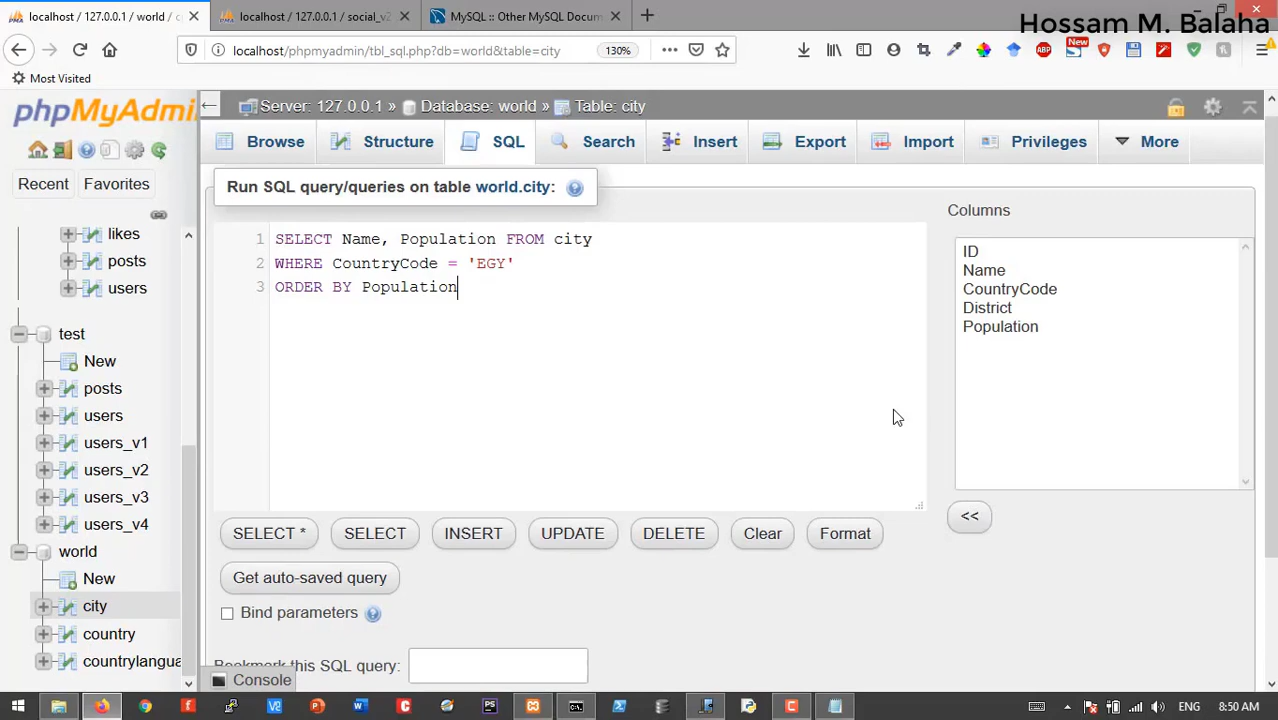 Hossam M. Balaha
localhost / 127.0.0.1 / world / c
localhost / 127.0.0.1 / social_v2
MySQL :: Other MySQL Docum
localhost/phpmyadmin/tbl_sql.php?db=world&table=city
130%
New
ABP
Most Visited
phpMyAdmin
Server: 127.0.0.1 » Database: world » Table: city
Browse
Structure
SQL
Search
Insert
Export
Import
Privileges
More
Recent
Favorites
likes
posts
users
test
New
posts
users
users_v1
users_v2
users_v3
users_v4
world
New
city
country
countrylangua
Run SQL query/queries on table world.city:
1 SELECT Name, Population FROM city
2 WHERE CountryCode = 'EGY'
3 ORDER BY Population
Columns
ID
Name
CountryCode
District
Population
<<
SELECT *
SELECT
INSERT
UPDATE
DELETE
Clear
Format
Get auto-saved query
Bind parameters
Bookmark this SQL query:
Console
ENG
8:50 AM